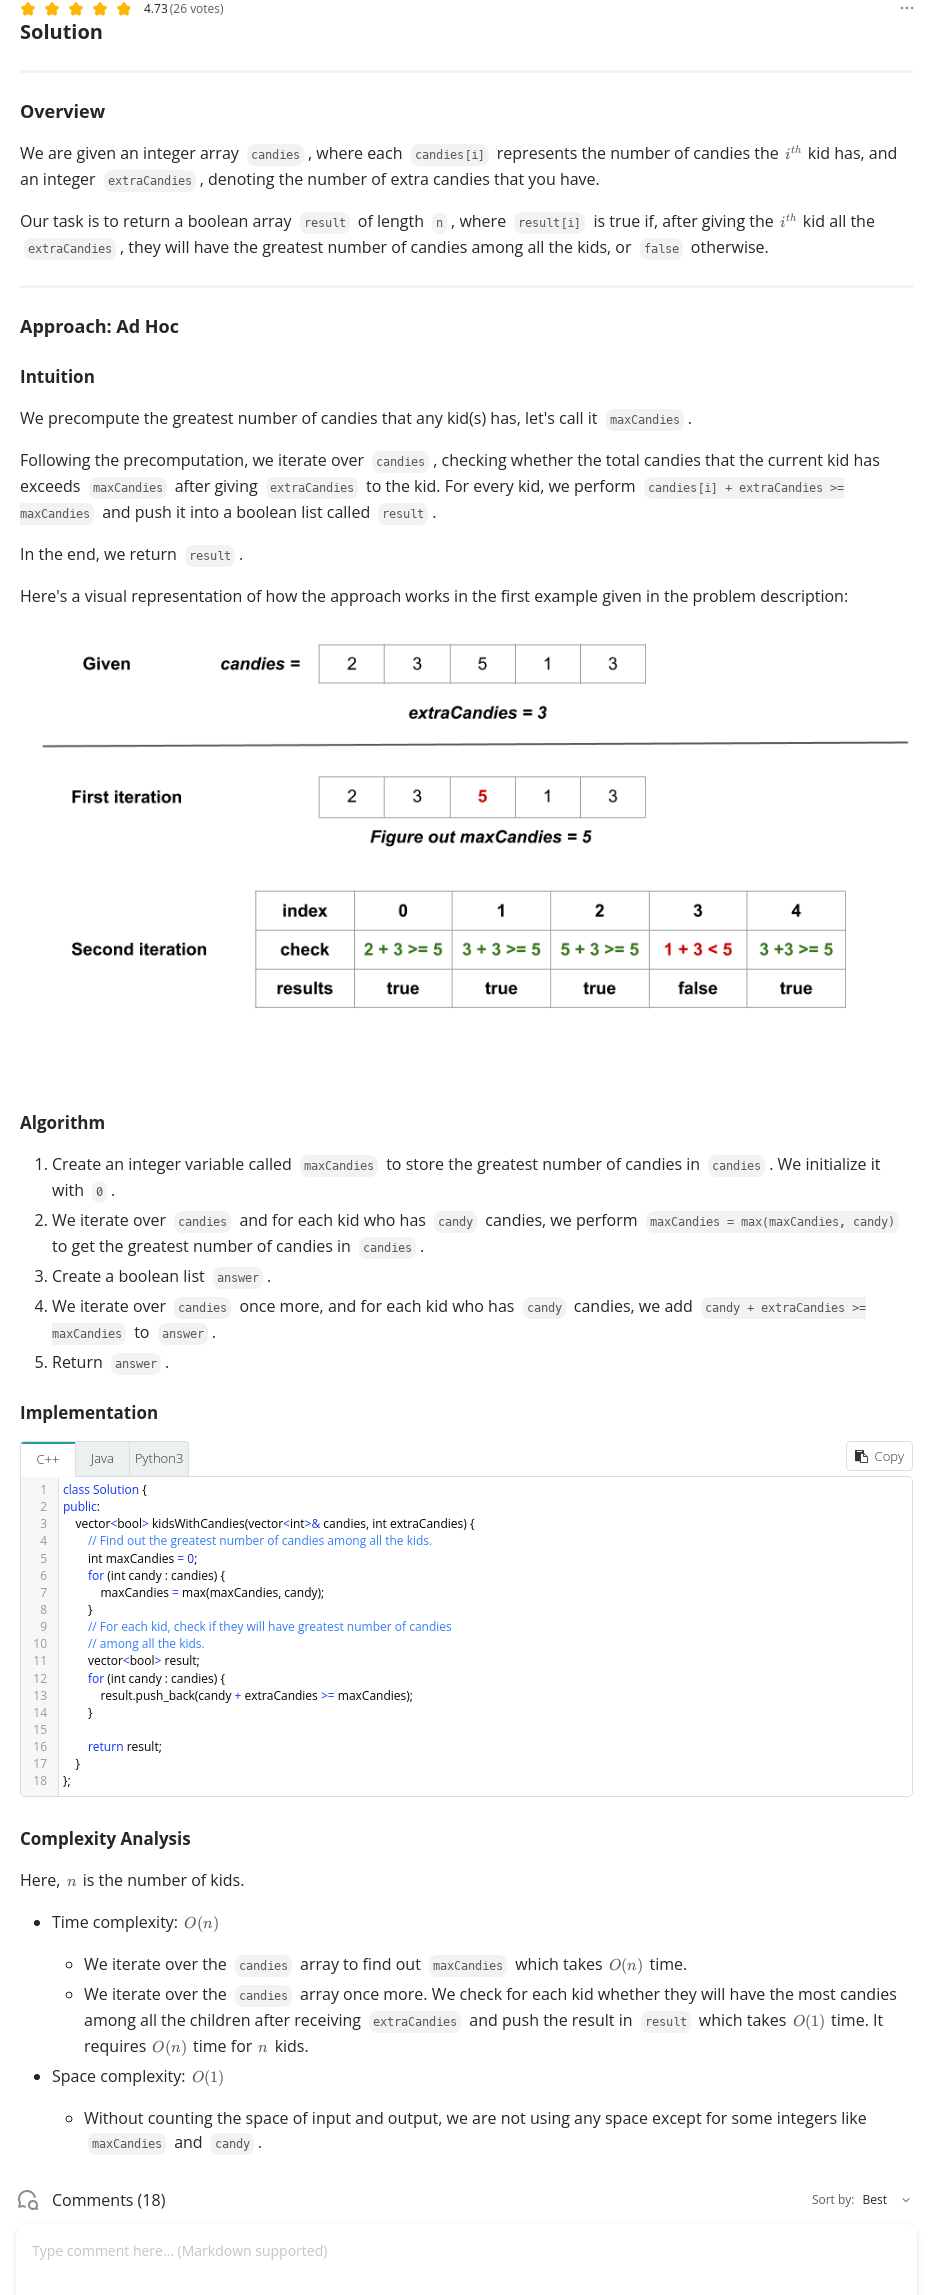 4.73 (26 votes)
Solution
Overview
We are given an integer array candies , where each candies[i] represents the number of candies the i^th kid has, and
an integer extraCandies , denoting the number of extra candies that you have.
Our task is to return a boolean array result of length n , where result[i] is true if, after giving the i^th kid all the
extraCandies , they will have the greatest number of candies among all the kids, or false otherwise.
Approach: Ad Hoc
Intuition
We precompute the greatest number of candies that any kid(s) has, let's call it maxCandies .
Following the precomputation, we iterate over candies , checking whether the total candies that the current kid has
exceeds maxCandies after giving extraCandies to the kid. For every kid, we perform candies[i] + extraCandies >=
maxCandies and push it into a boolean list called result .
In the end, we return result .
Here's a visual representation of how the approach works in the first example given in the problem description:
Given candies = 2 3 5 1 3
extraCandies = 3
First iteration 2 3 5 1 3
Figure out maxCandies = 5
index 0 1 2 3 4
Second iteration check 2 + 3 >= 5 3 + 3 >= 5 5 + 3 >= 5 1 + 3 < 5 3 +3 >= 5
results true true true false true
Algorithm
1. Create an integer variable called maxCandies to store the greatest number of candies in candies . We initialize it
with 0 .
2. We iterate over candies and for each kid who has candy candies, we perform maxCandies = max(maxCandies, candy)
to get the greatest number of candies in candies .
3. Create a boolean list answer .
4. We iterate over candies once more, and for each kid who has candy candies, we add candy + extraCandies >=
maxCandies to answer .
5. Return answer .
Implementation
C++ Java Python3 Copy
1 class Solution {
2 public:
3 vector<bool> kidsWithCandies(vector<int>& candies, int extraCandies) {
4 // Find out the greatest number of candies among all the kids.
5 int maxCandies = 0;
6 for (int candy : candies) {
7 maxCandies = max(maxCandies, candy);
8 }
9 // For each kid, check if they will have greatest number of candies
10 // among all the kids.
11 vector<bool> result;
12 for (int candy : candies) {
13 result.push_back(candy + extraCandies >= maxCandies);
14 }
15
16 return result;
17 }
18 };
Complexity Analysis
Here, n is the number of kids.
• Time complexity: O(n)
◦ We iterate over the candies array to find out maxCandies which takes O(n) time.
◦ We iterate over the candies array once more. We check for each kid whether they will have the most candies
among all the children after receiving extraCandies and push the result in result which takes O(1) time. It
requires O(n) time for n kids.
• Space complexity: O(1)
◦ Without counting the space of input and output, we are not using any space except for some integers like
maxCandies and candy .
Comments (18) Sort by: Best
Type comment here... (Markdown supported)